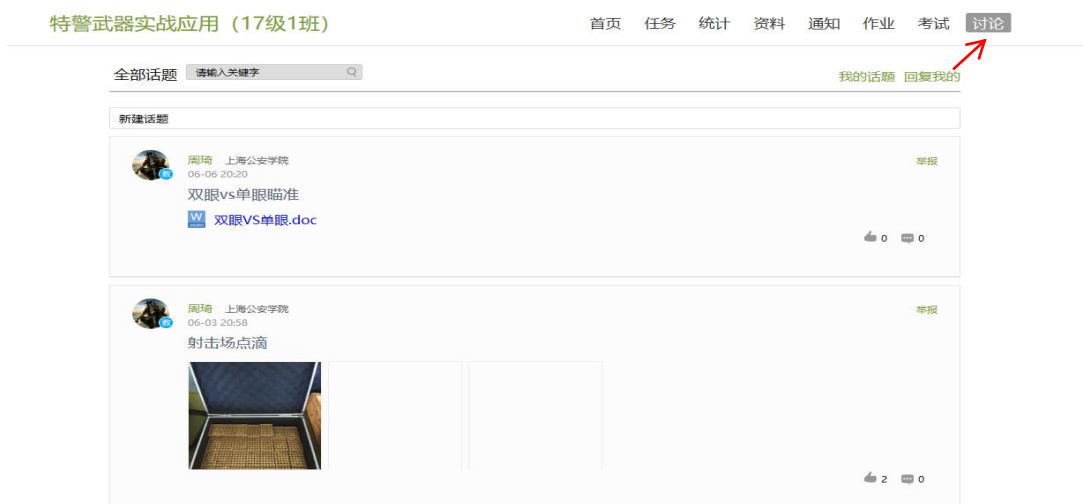 特警武器实战应用（17级1班） 首页 任务 统计 资料 通知 作业 考试 讨论
全部话题 请输入关键字 我的话题 回复我的
新建话题
周琦 上海公安学院 举报
教 06-06 20:20
双眼vs单眼瞄准
W 双眼VS单眼.doc
0 0
周琦 上海公安学院 举报
教 06-03 20:58
射击场点滴
2 0